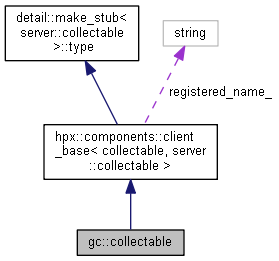 detail::make_stub<
server::collectable
>::type
string
registered_name_
hpx::components::client
_base< collectable, server
::collectable >
gc::collectable